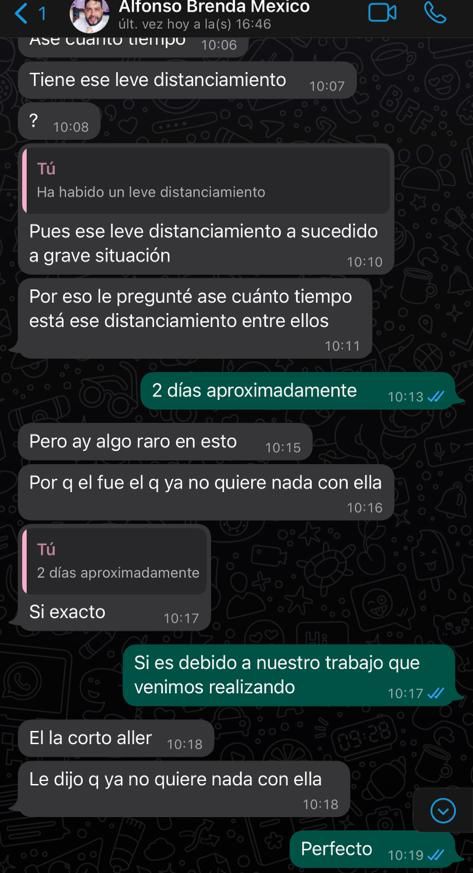 1
Alfonso Brenda Mexico
últ. vez hoy a la(s) 16:46
Ase cuanto tiempo 10:06
Tiene ese leve distanciamiento 10:07
? 10:08
Tú
Ha habido un leve distanciamiento
Pues ese leve distanciamiento a sucedido
a grave situación
10:10
Por eso le pregunté ase cuánto tiempo
está ese distanciamiento entre ellos
10:11
2 días aproximadamente 10:13
Pero ay algo raro en esto 10:15
Por q el fue el q ya no quiere nada con ella
10:16
Tú
2 días aproximadamente
Si exacto 10:17
Si es debido a nuestro trabajo que
venimos realizando 10:17
El la corto aller 10:18
Le dijo q ya no quiere nada con ella
10:18
Perfecto 10:19